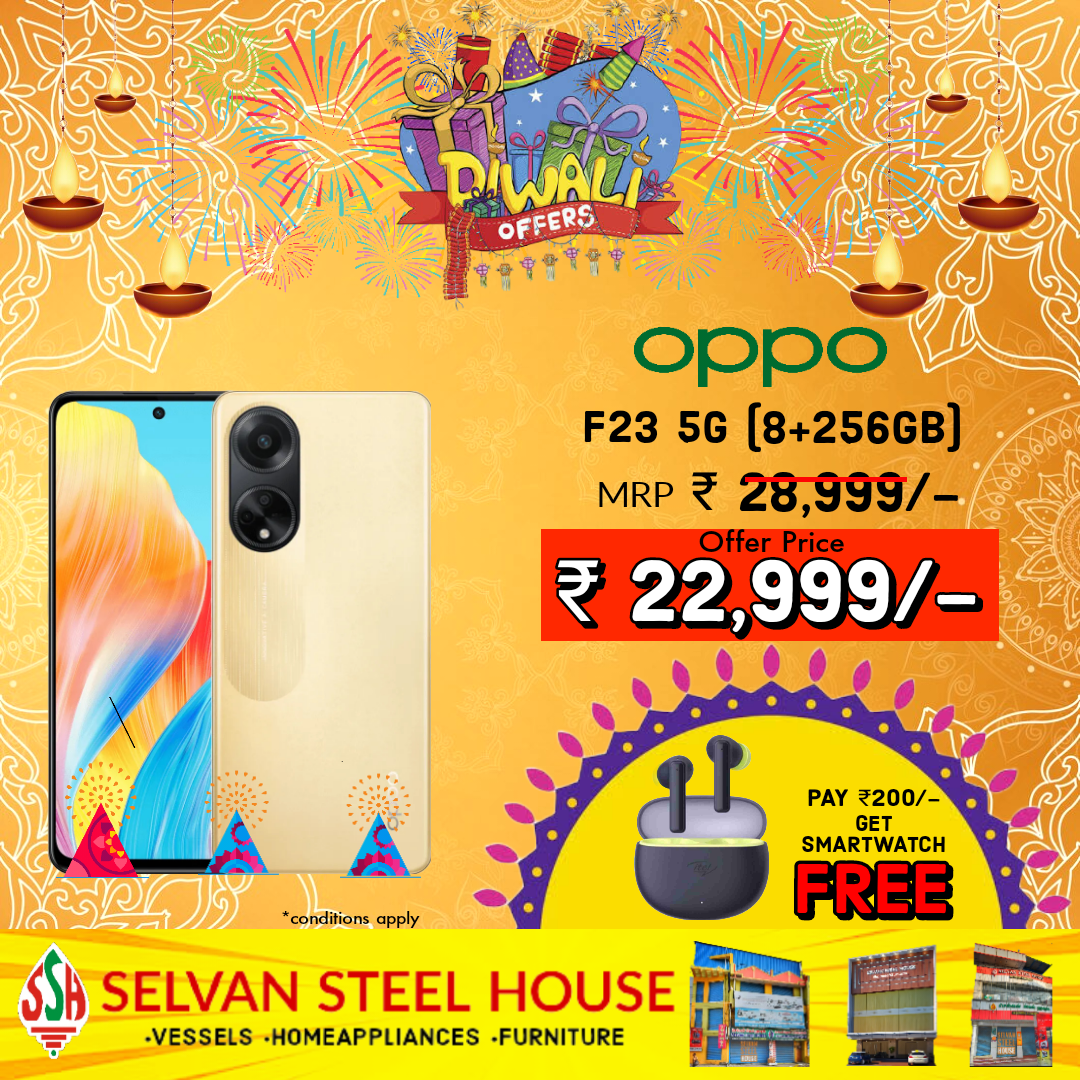 DIWALI
OFFERS
oppo
F23 5G (8+256GB)
MRP ₹ 28,999/-
Offer Price
₹ 22,999/-
PAY ₹200/-
GET
SMARTWATCH
FREE
*conditions apply
SSH
SELVAN STEEL HOUSE
•VESSELS •HOMEAPPLIANCES •FURNITURE